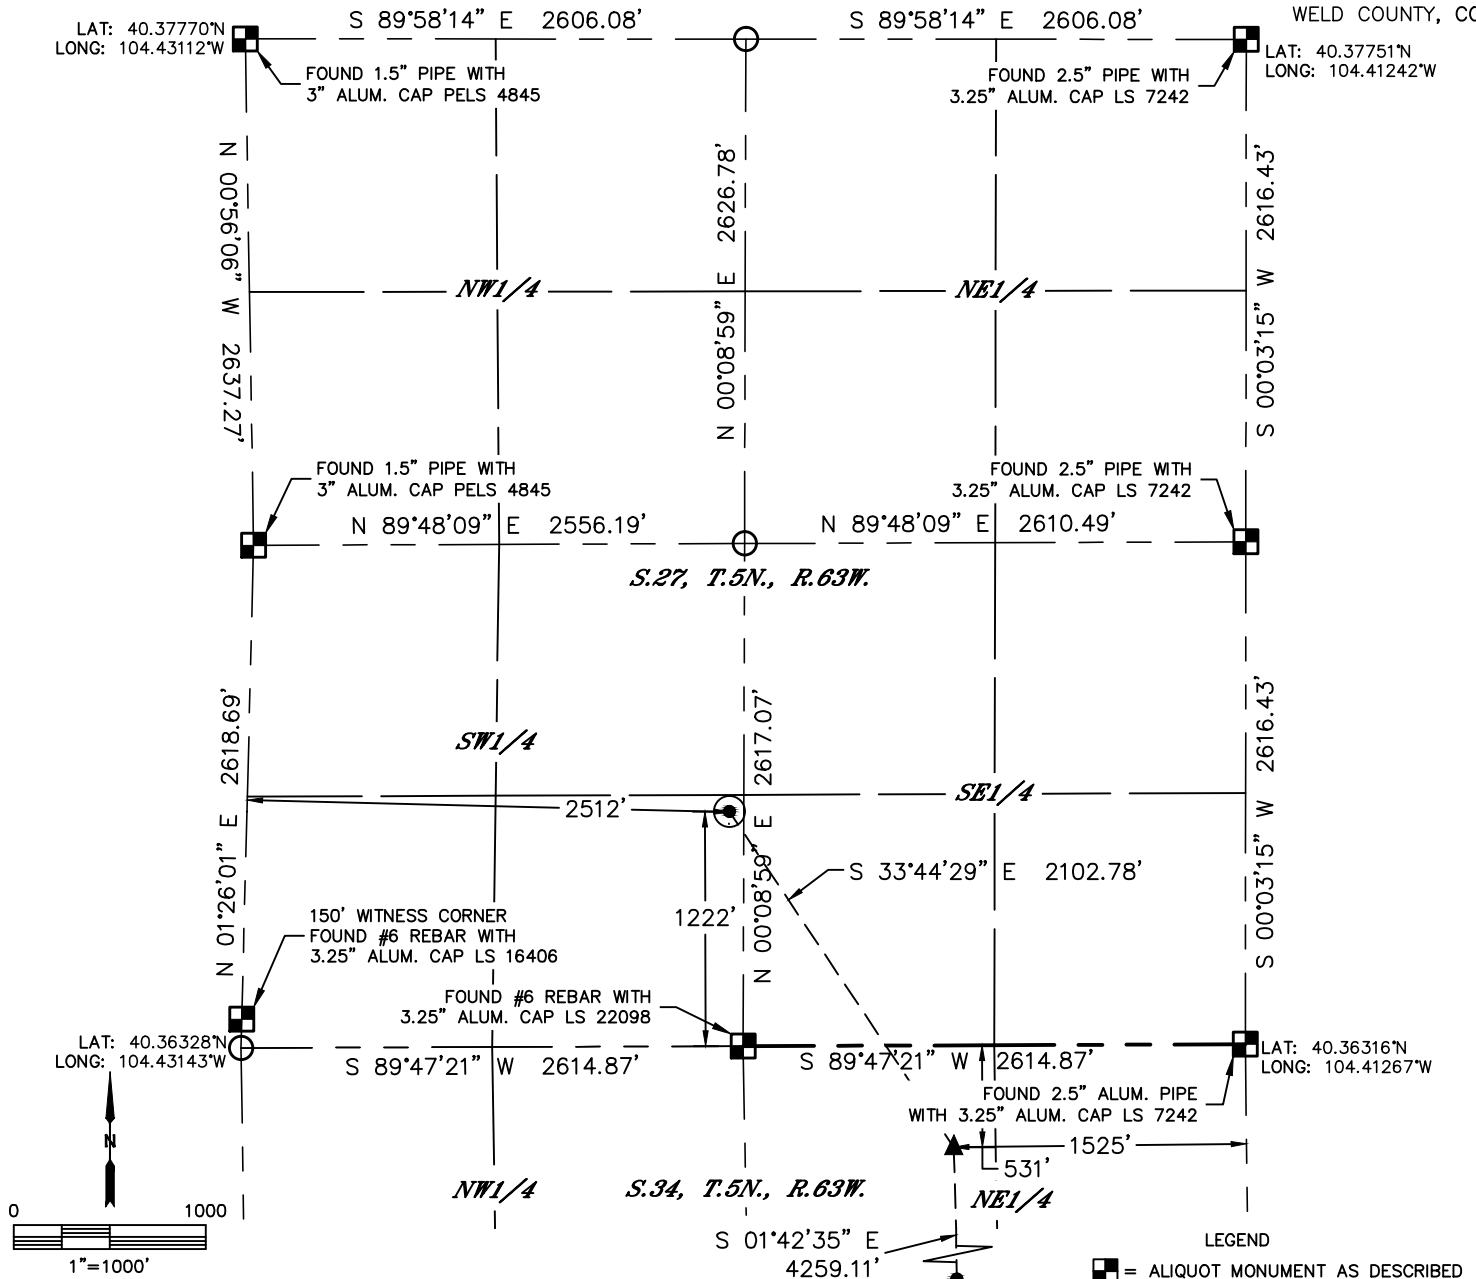 S 89°58'14" E 2606.08'
S 89°58'14" E 2606.08'
WELD COUNTY, CO
LAT: 40.37770°N
LONG: 104.43112°W
LAT: 40.37751°N
LONG: 104.41242°W
FOUND 1.5" PIPE WITH
3" ALUM. CAP PELS 4845
FOUND 2.5" PIPE WITH
3.25" ALUM. CAP LS 7242
N 00°56'06" W 2637.27'
N 00°08'59" E 2626.78'
S 00°03'15" W 2616.43'
NW1/4
NE1/4
FOUND 1.5" PIPE WITH
3" ALUM. CAP PELS 4845
FOUND 2.5" PIPE WITH
3.25" ALUM. CAP LS 7242
N 89°48'09" E 2556.19'
N 89°48'09" E 2610.49'
S.27, T.5N., R.63W.
N 01°26'01" E 2618.69'
N 00°08'59" E 2617.07'
S 00°03'15" W 2616.43'
SW1/4
SE1/4
2512'
S 33°44'29" E 2102.78'
1222'
150' WITNESS CORNER
FOUND #6 REBAR WITH
3.25" ALUM. CAP LS 16406
FOUND #6 REBAR WITH
3.25" ALUM. CAP LS 22098
LAT: 40.36328°N
LONG: 104.43143°W
S 89°47'21" W 2614.87'
S 89°47'21" W 2614.87'
LAT: 40.36316°N
LONG: 104.41267°W
FOUND 2.5" ALUM. PIPE
WITH 3.25" ALUM. CAP LS 7242
1525'
531'
N
NW1/4
S.34, T.5N., R.63W.
NE1/4
0 1000
1"=1000'
S 01°42'35" E
4259.11'
LEGEND
= ALIQUOT MONUMENT AS DESCRIBED